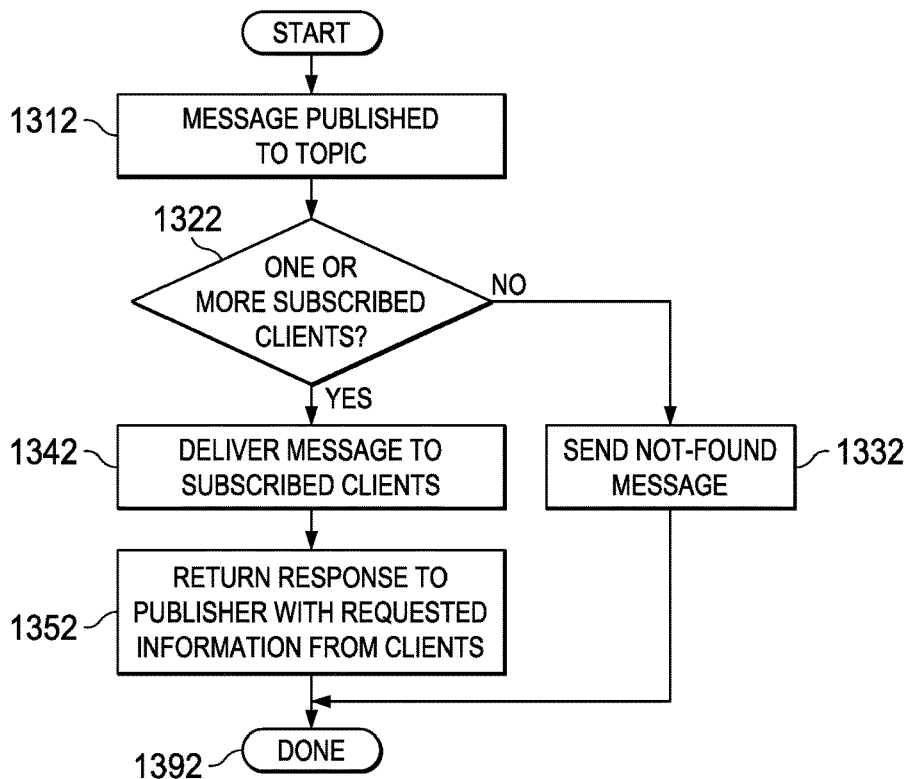 START
1312
MESSAGE PUBLISHED
TO TOPIC
1322
ONE OR
MORE SUBSCRIBED
CLIENTS?
NO
YES
1342
DELIVER MESSAGE TO
SUBSCRIBED CLIENTS
SEND NOT-FOUND
MESSAGE
1332
1352
RETURN RESPONSE TO
PUBLISHER WITH REQUESTED
INFORMATION FROM CLIENTS
1392
DONE